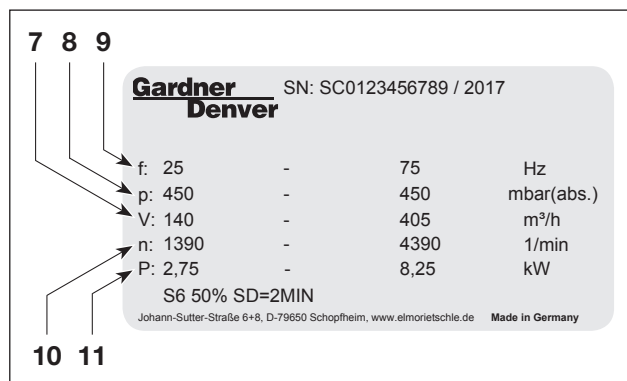 7 8 9
Gardner Denver SN: SC0123456789 / 2017
f: 25 - 75 Hz
p: 450 - 450 mbar(abs.)
V: 140 - 405 m³/h
n: 1390 - 4390 1/min
P: 2,75 - 8,25 kW
S6 50% SD=2MIN
Johann-Sutter-Straße 6+8, D-79650 Schopfheim, www.elmorietschle.de Made in Germany
10 11